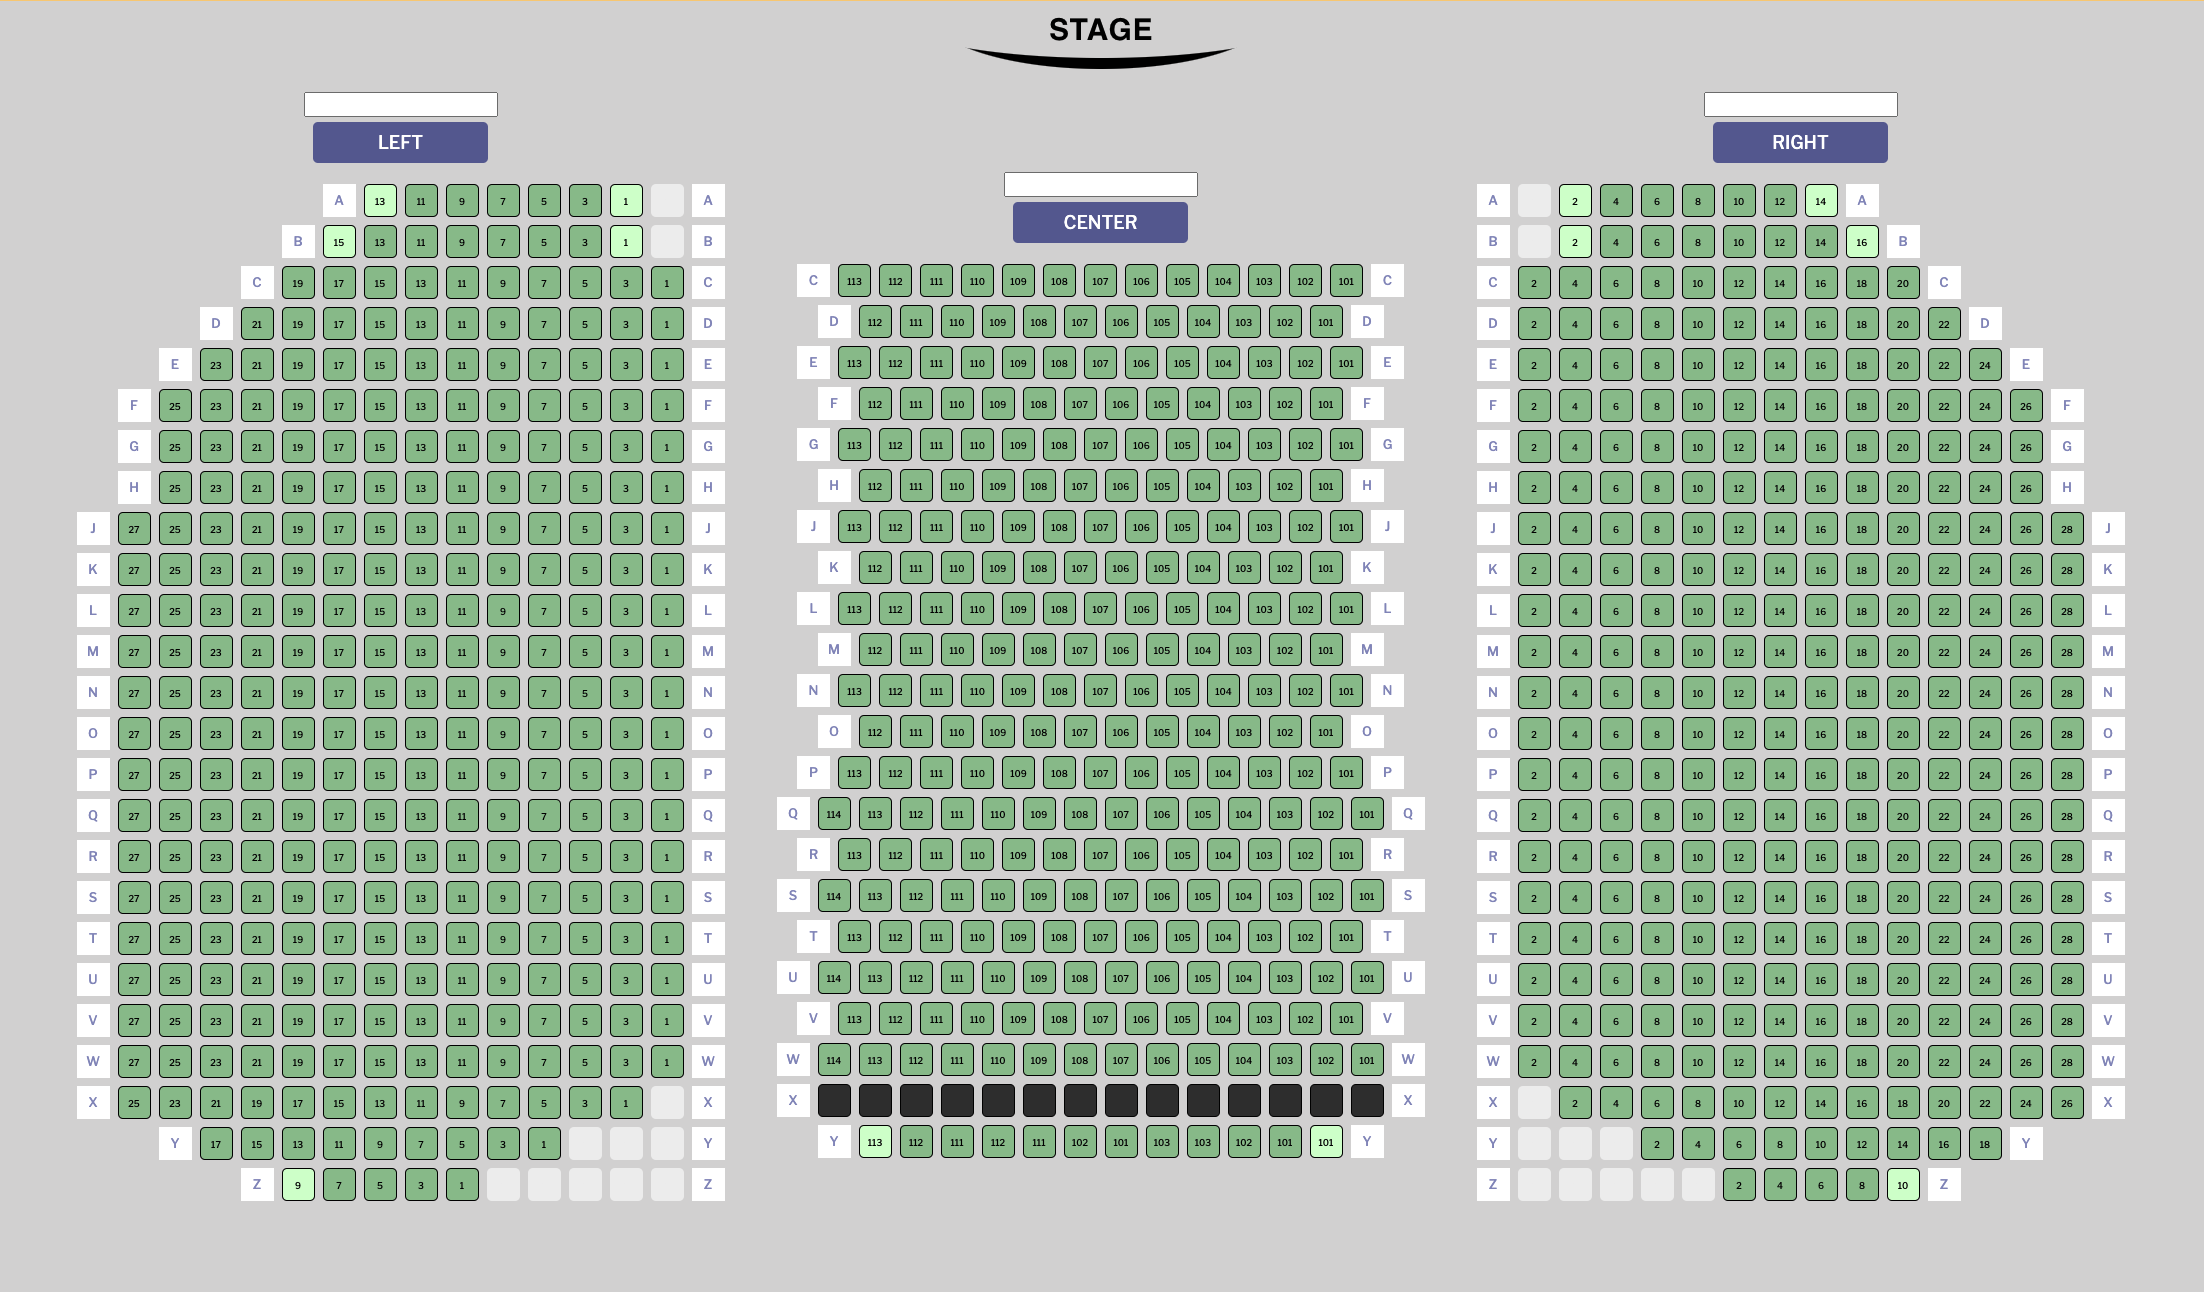 STAGE
LEFT
RIGHT
CENTER
A 13 11 9 7 5 3 1 A
B 15 13 11 9 7 5 3 1 B
C 19 17 15 13 11 9 7 5 3 1 C
D 21 19 17 15 13 11 9 7 5 3 1 D
E 23 21 19 17 15 13 11 9 7 5 3 1 E
F 25 23 21 19 17 15 13 11 9 7 5 3 1 F
G 25 23 21 19 17 15 13 11 9 7 5 3 1 G
H 25 23 21 19 17 15 13 11 9 7 5 3 1 H
J 27 25 23 21 19 17 15 13 11 9 7 5 3 1 J
K 27 25 23 21 19 17 15 13 11 9 7 5 3 1 K
L 27 25 23 21 19 17 15 13 11 9 7 5 3 1 L
M 27 25 23 21 19 17 15 13 11 9 7 5 3 1 M
N 27 25 23 21 19 17 15 13 11 9 7 5 3 1 N
O 27 25 23 21 19 17 15 13 11 9 7 5 3 1 O
P 27 25 23 21 19 17 15 13 11 9 7 5 3 1 P
Q 27 25 23 21 19 17 15 13 11 9 7 5 3 1 Q
R 27 25 23 21 19 17 15 13 11 9 7 5 3 1 R
S 27 25 23 21 19 17 15 13 11 9 7 5 3 1 S
T 27 25 23 21 19 17 15 13 11 9 7 5 3 1 T
U 27 25 23 21 19 17 15 13 11 9 7 5 3 1 U
V 27 25 23 21 19 17 15 13 11 9 7 5 3 1 V
W 27 25 23 21 19 17 15 13 11 9 7 5 3 1 W
X 25 23 21 19 17 15 13 11 9 7 5 3 1 X
Y 17 15 13 11 9 7 5 3 1 Y
Z 9 7 5 3 1 Z
C 113 112 111 110 109 108 107 106 105 104 103 102 101 C
D 112 111 110 109 108 107 106 105 104 103 102 101 D
E 113 112 111 110 109 108 107 106 105 104 103 102 101 E
F 112 111 110 109 108 107 106 105 104 103 102 101 F
G 113 112 111 110 109 108 107 106 105 104 103 102 101 G
H 112 111 110 109 108 107 106 105 104 103 102 101 H
J 113 112 111 110 109 108 107 106 105 104 103 102 101 J
K 112 111 110 109 108 107 106 105 104 103 102 101 K
L 113 112 111 110 109 108 107 106 105 104 103 102 101 L
M 112 111 110 109 108 107 106 105 104 103 102 101 M
N 113 112 111 110 109 108 107 106 105 104 103 102 101 N
O 112 111 110 109 108 107 106 105 104 103 102 101 O
P 113 112 111 110 109 108 107 106 105 104 103 102 101 P
Q 114 113 112 111 110 109 108 107 106 105 104 103 102 101 Q
R 113 112 111 110 109 108 107 106 105 104 103 102 101 R
S 114 113 112 111 110 109 108 107 106 105 104 103 102 101 S
T 113 112 111 110 109 108 107 106 105 104 103 102 101 T
U 114 113 112 111 110 109 108 107 106 105 104 103 102 101 U
V 113 112 111 110 109 108 107 106 105 104 103 102 101 V
W 114 113 112 111 110 109 108 107 106 105 104 103 102 101 W
X X
Y 113 112 111 112 111 102 101 103 103 102 101 101 Y
A 2 4 6 8 10 12 14 A
B 2 4 6 8 10 12 14 16 B
C 2 4 6 8 10 12 14 16 18 20 C
D 2 4 6 8 10 12 14 16 18 20 22 D
E 2 4 6 8 10 12 14 16 18 20 22 24 E
F 2 4 6 8 10 12 14 16 18 20 22 24 26 F
G 2 4 6 8 10 12 14 16 18 20 22 24 26 G
H 2 4 6 8 10 12 14 16 18 20 22 24 26 H
J 2 4 6 8 10 12 14 16 18 20 22 24 26 28 J
K 2 4 6 8 10 12 14 16 18 20 22 24 26 28 K
L 2 4 6 8 10 12 14 16 18 20 22 24 26 28 L
M 2 4 6 8 10 12 14 16 18 20 22 24 26 28 M
N 2 4 6 8 10 12 14 16 18 20 22 24 26 28 N
O 2 4 6 8 10 12 14 16 18 20 22 24 26 28 O
P 2 4 6 8 10 12 14 16 18 20 22 24 26 28 P
Q 2 4 6 8 10 12 14 16 18 20 22 24 26 28 Q
R 2 4 6 8 10 12 14 16 18 20 22 24 26 28 R
S 2 4 6 8 10 12 14 16 18 20 22 24 26 28 S
T 2 4 6 8 10 12 14 16 18 20 22 24 26 28 T
U 2 4 6 8 10 12 14 16 18 20 22 24 26 28 U
V 2 4 6 8 10 12 14 16 18 20 22 24 26 28 V
W 2 4 6 8 10 12 14 16 18 20 22 24 26 28 W
X 2 4 6 8 10 12 14 16 18 20 22 24 26 X
Y 2 4 6 8 10 12 14 16 18 Y
Z 2 4 6 8 10 Z